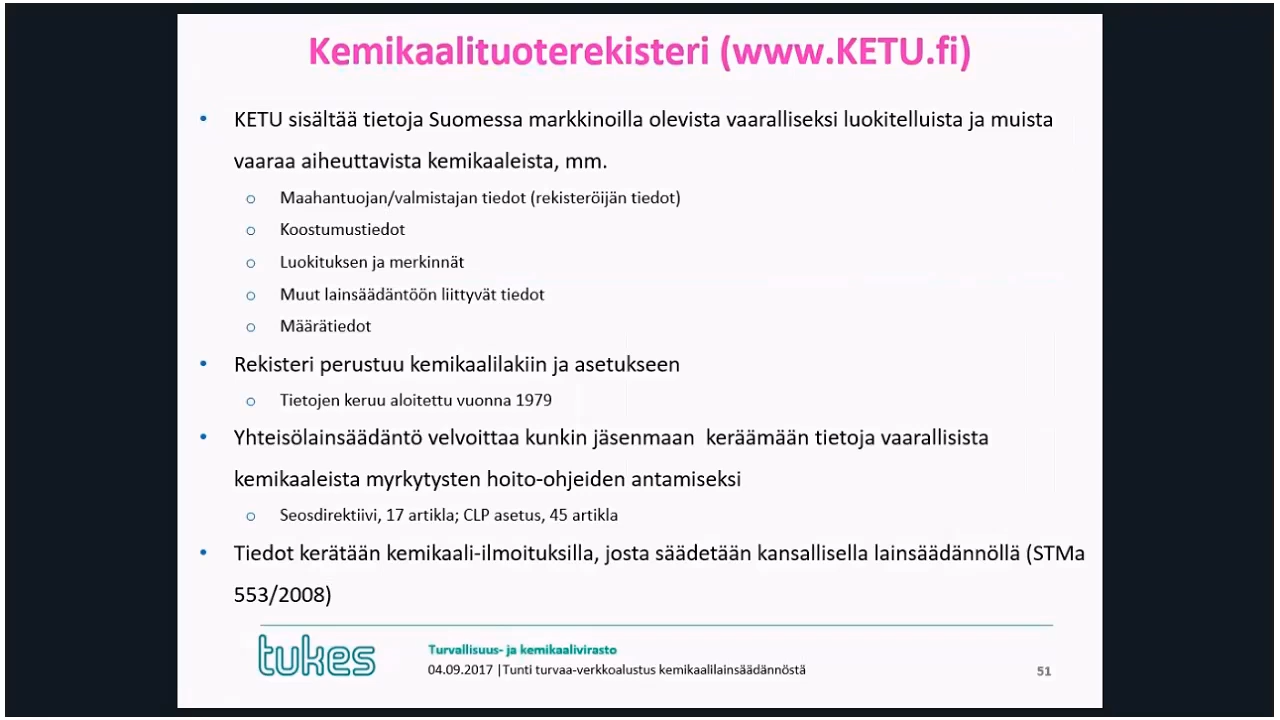 Kemikaalituoterekisteri (www.KETU.fi)
• KETU sisältää tietoja Suomessa markkinoilla olevista vaaralliseksi luokitelluista ja muista
vaaraa aiheuttavista kemikaaleista, mm.
o Maahantuojan/valmistajan tiedot (rekisteröijän tiedot)
o Koostumustiedot
o Luokituksen ja merkinnät
o Muut lainsäädäntöön liittyvät tiedot
o Määrätiedot
• Rekisteri perustuu kemikaalilakiin ja asetukseen
o Tietojen keruu aloitettu vuonna 1979
• Yhteisölainsäädäntö velvoittaa kunkin jäsenmaan keräämään tietoja vaarallisista
kemikaaleista myrkytysten hoito-ohjeiden antamiseksi
o Seosdirektiivi, 17 artikla; CLP asetus, 45 artikla
• Tiedot kerätään kemikaali-ilmoituksilla, josta säädetään kansallisella lainsäädännöllä (STMa
553/2008)
tukes
Turvallisuus- ja kemikaalivirasto
04.09.2017 |Tunti turvaa-verkkoalustus kemikaalilainsäädännöstä
51